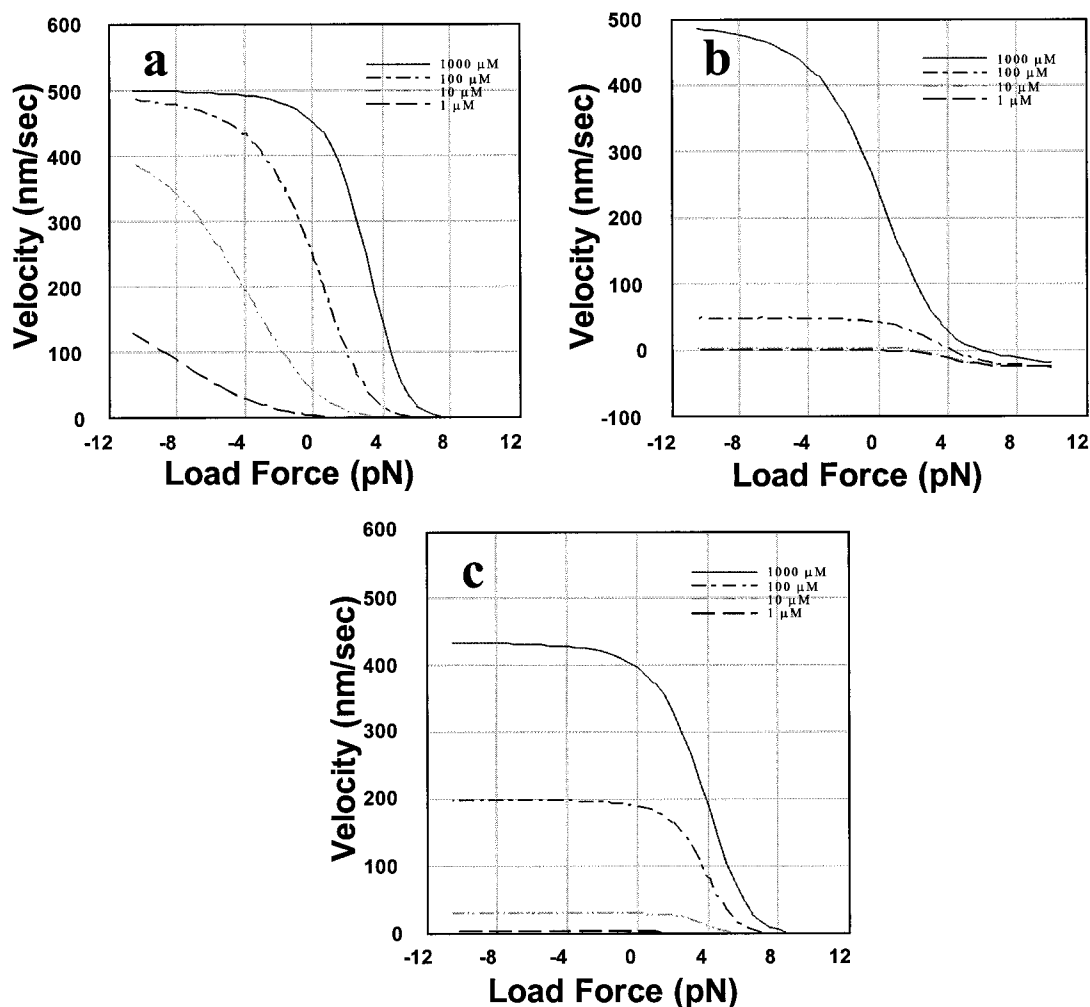 a
600
500
400
300
200
100
0
Velocity (nm/sec)
1000 µM
100 µM
10 µM
1 µM
-12 -8 -4 0 4 8 12
Load Force (pN)
b
500
400
300
200
100
0
-100
Velocity (nm/sec)
1000 µM
100 µM
10 µM
1 µM
-12 -8 -4 0 4 8 12
Load Force (pN)
c
600
500
400
300
200
100
0
Velocity (nm/sec)
1000 µM
100 µM
10 µM
1 µM
-12 -8 -4 0 4 8 12
Load Force (pN)